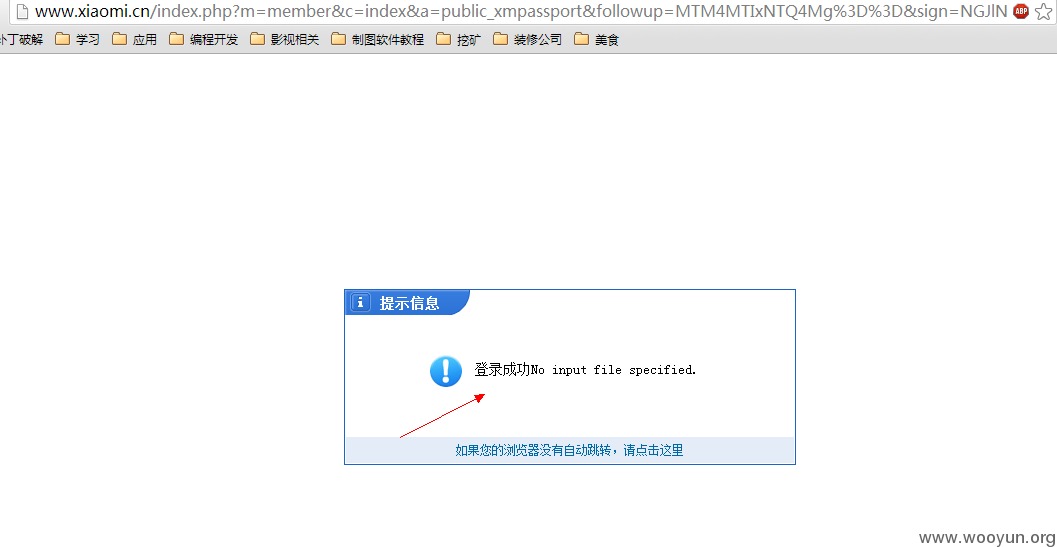 www.xiaomi.cn/index.php?m=member&c=index&a=public_xmpassport&followup=MTM4MTIxNTQ4Mg%3D%3D&sign=NGJlN ABP
卜丁破解 学习 应用 编程开发 影视相关 制图软件教程 挖矿 装修公司 美食
提示信息
登录成功No input file specified.
如果您的浏览器没有自动跳转，请点击这里
www.wooyun.org